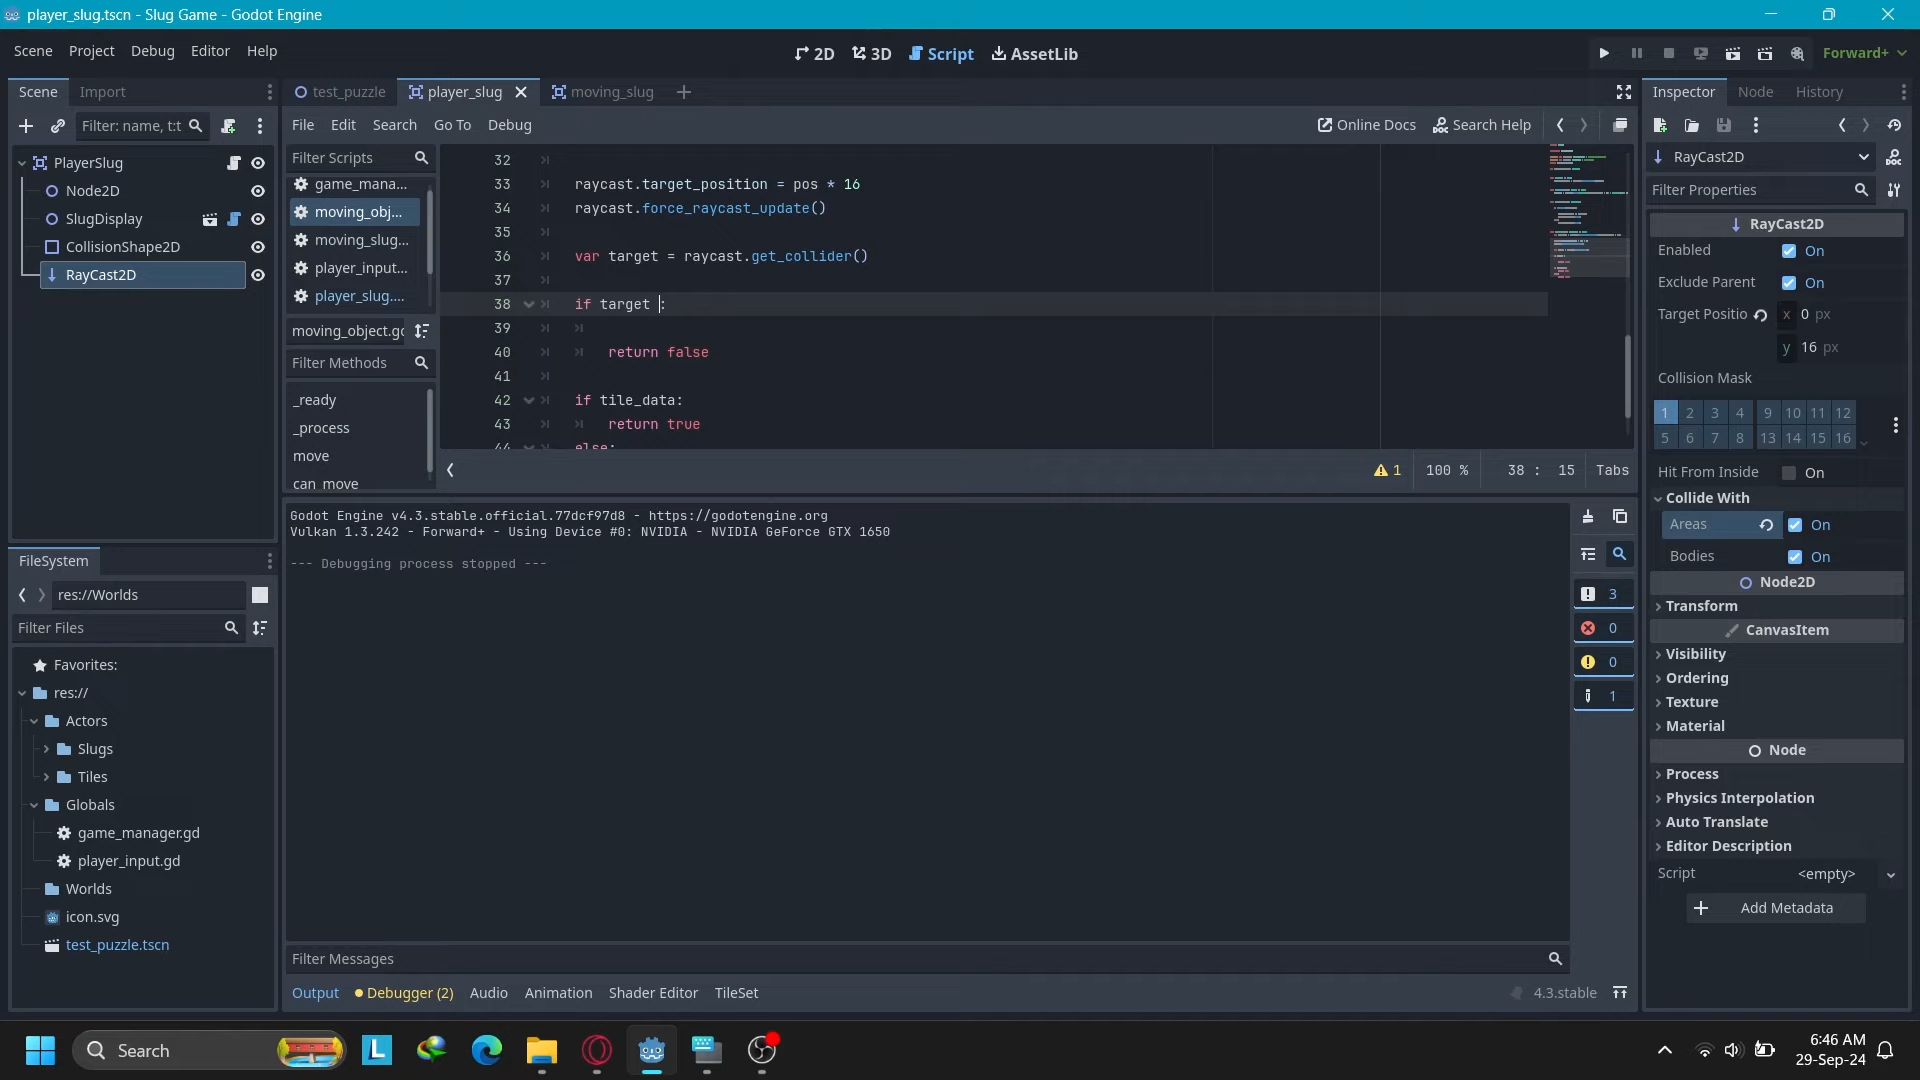 player_slug.tscn - Slug Game - Godot Engine
Scene Project Debug Editor Help
2D 3D Script AssetLib
Forward+
Scene Import
test_puzzle player_slug moving_slug
Inspector Node History
Filter: name, t:t
File Edit Search Go To Debug
Online Docs Search Help
PlayerSlug
Node2D
SlugDisplay
CollisionShape2D
RayCast2D
Filter Scripts
game_mana...
moving_obj...
moving_slug...
player_input...
player_slug....
moving_object.gc
Filter Methods
_ready
_process
move
can_move
32
33 raycast.target_position = pos * 16
34 raycast.force_raycast_update()
35
36 var target = raycast.get_collider()
37
38 if target :
39
40 return false
41
42 if tile_data:
43 return true
44 else:
1 100 % 38 : 15 Tabs
Godot Engine v4.3.stable.official.77dcf97d8 - https://godotengine.org
Vulkan 1.3.242 - Forward+ - Using Device #0: NVIDIA - NVIDIA GeForce GTX 1650
--- Debugging process stopped ---
3
0
0
1
Filter Messages
Output Debugger (2) Audio Animation Shader Editor TileSet
4.3.stable
FileSystem
res://Worlds
Filter Files
Favorites:
res://
Actors
Slugs
Tiles
Globals
game_manager.gd
player_input.gd
Worlds
icon.svg
test_puzzle.tscn
RayCast2D
Filter Properties
RayCast2D
Enabled On
Exclude Parent On
Target Positio x 0 px
y 16 px
Collision Mask
1 2 3 4 9 10 11 12
5 6 7 8 13 14 15 16
Hit From Inside On
Collide With
Areas On
Bodies On
Node2D
Transform
CanvasItem
Visibility
Ordering
Texture
Material
Node
Process
Physics Interpolation
Auto Translate
Editor Description
Script <empty>
Add Metadata
Search
L
6:46 AM
29-Sep-24